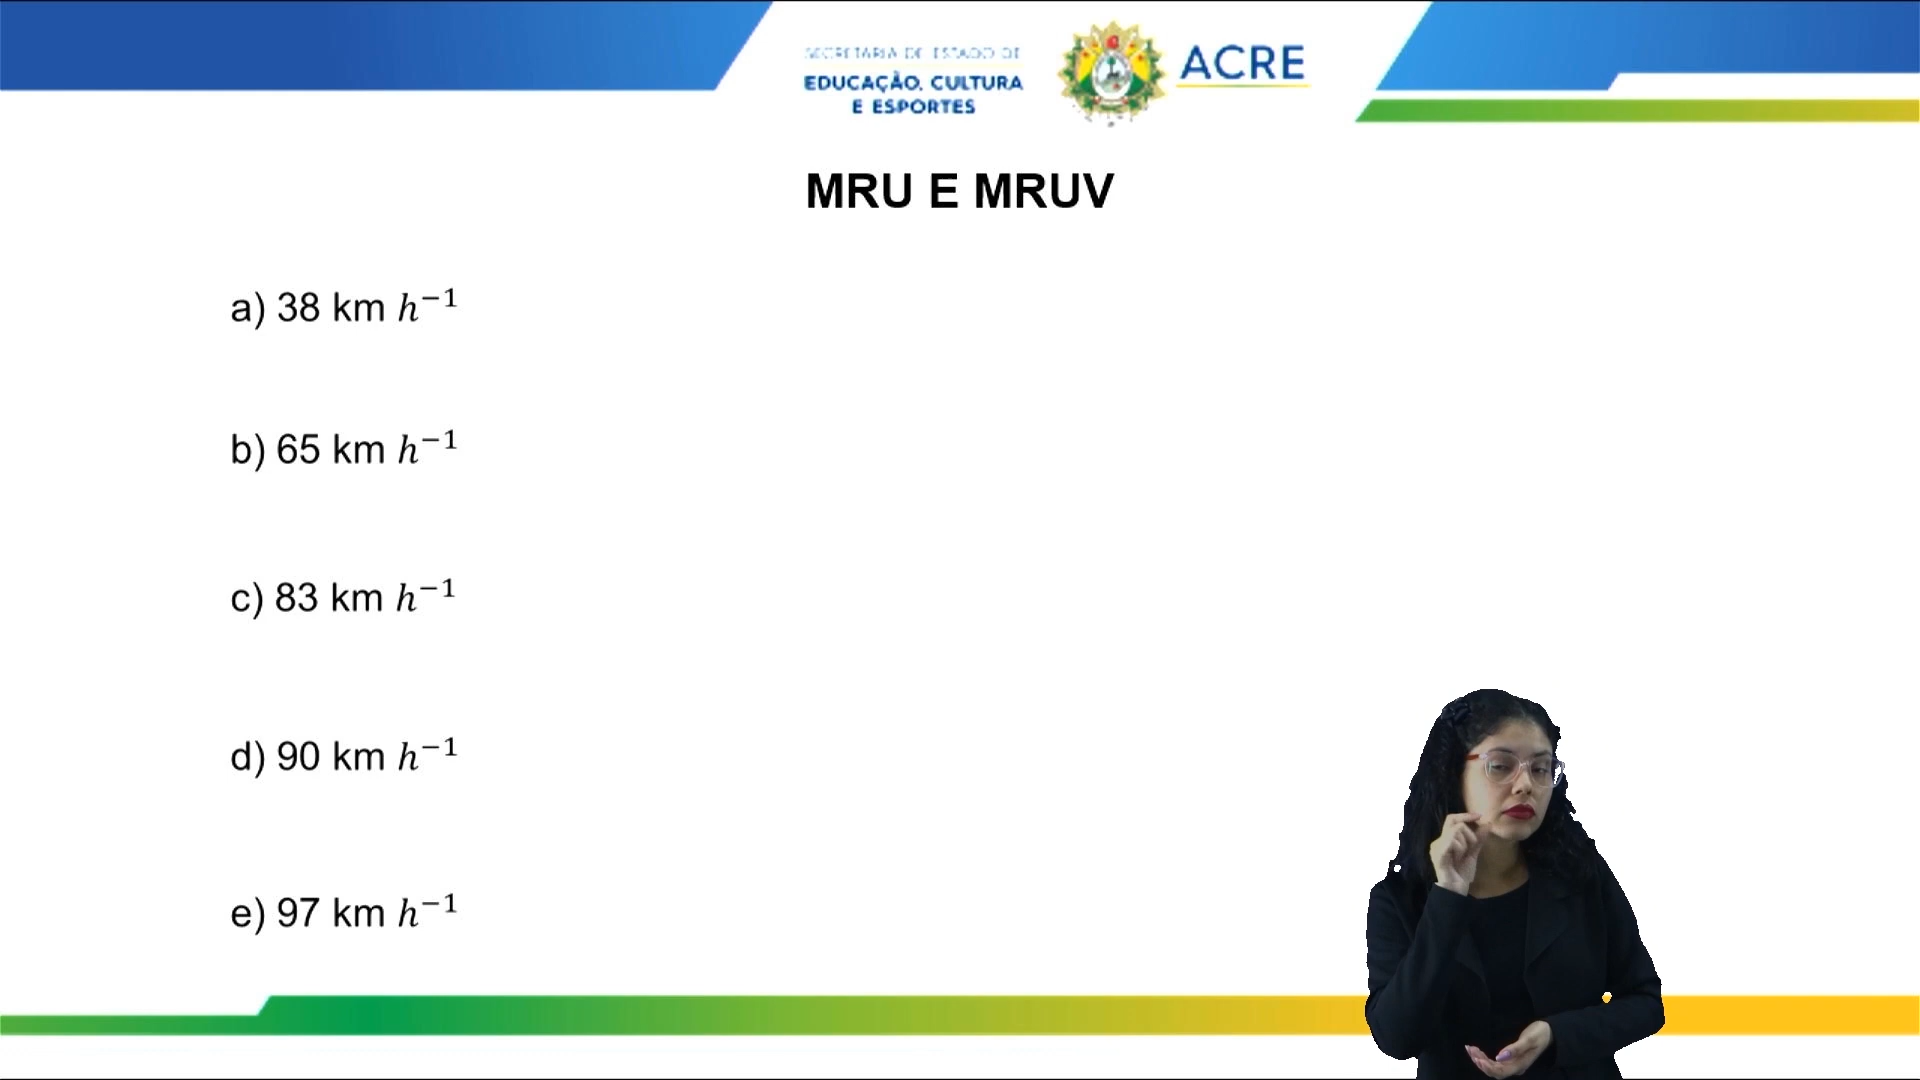 SECRETARIA DE ESTADO DE
EDUCAÇÃO, CULTURA
E ESPORTES
ACRE
MRU E MRUV
a) 38 km h⁻¹
b) 65 km h⁻¹
c) 83 km h⁻¹
d) 90 km h⁻¹
e) 97 km h⁻¹